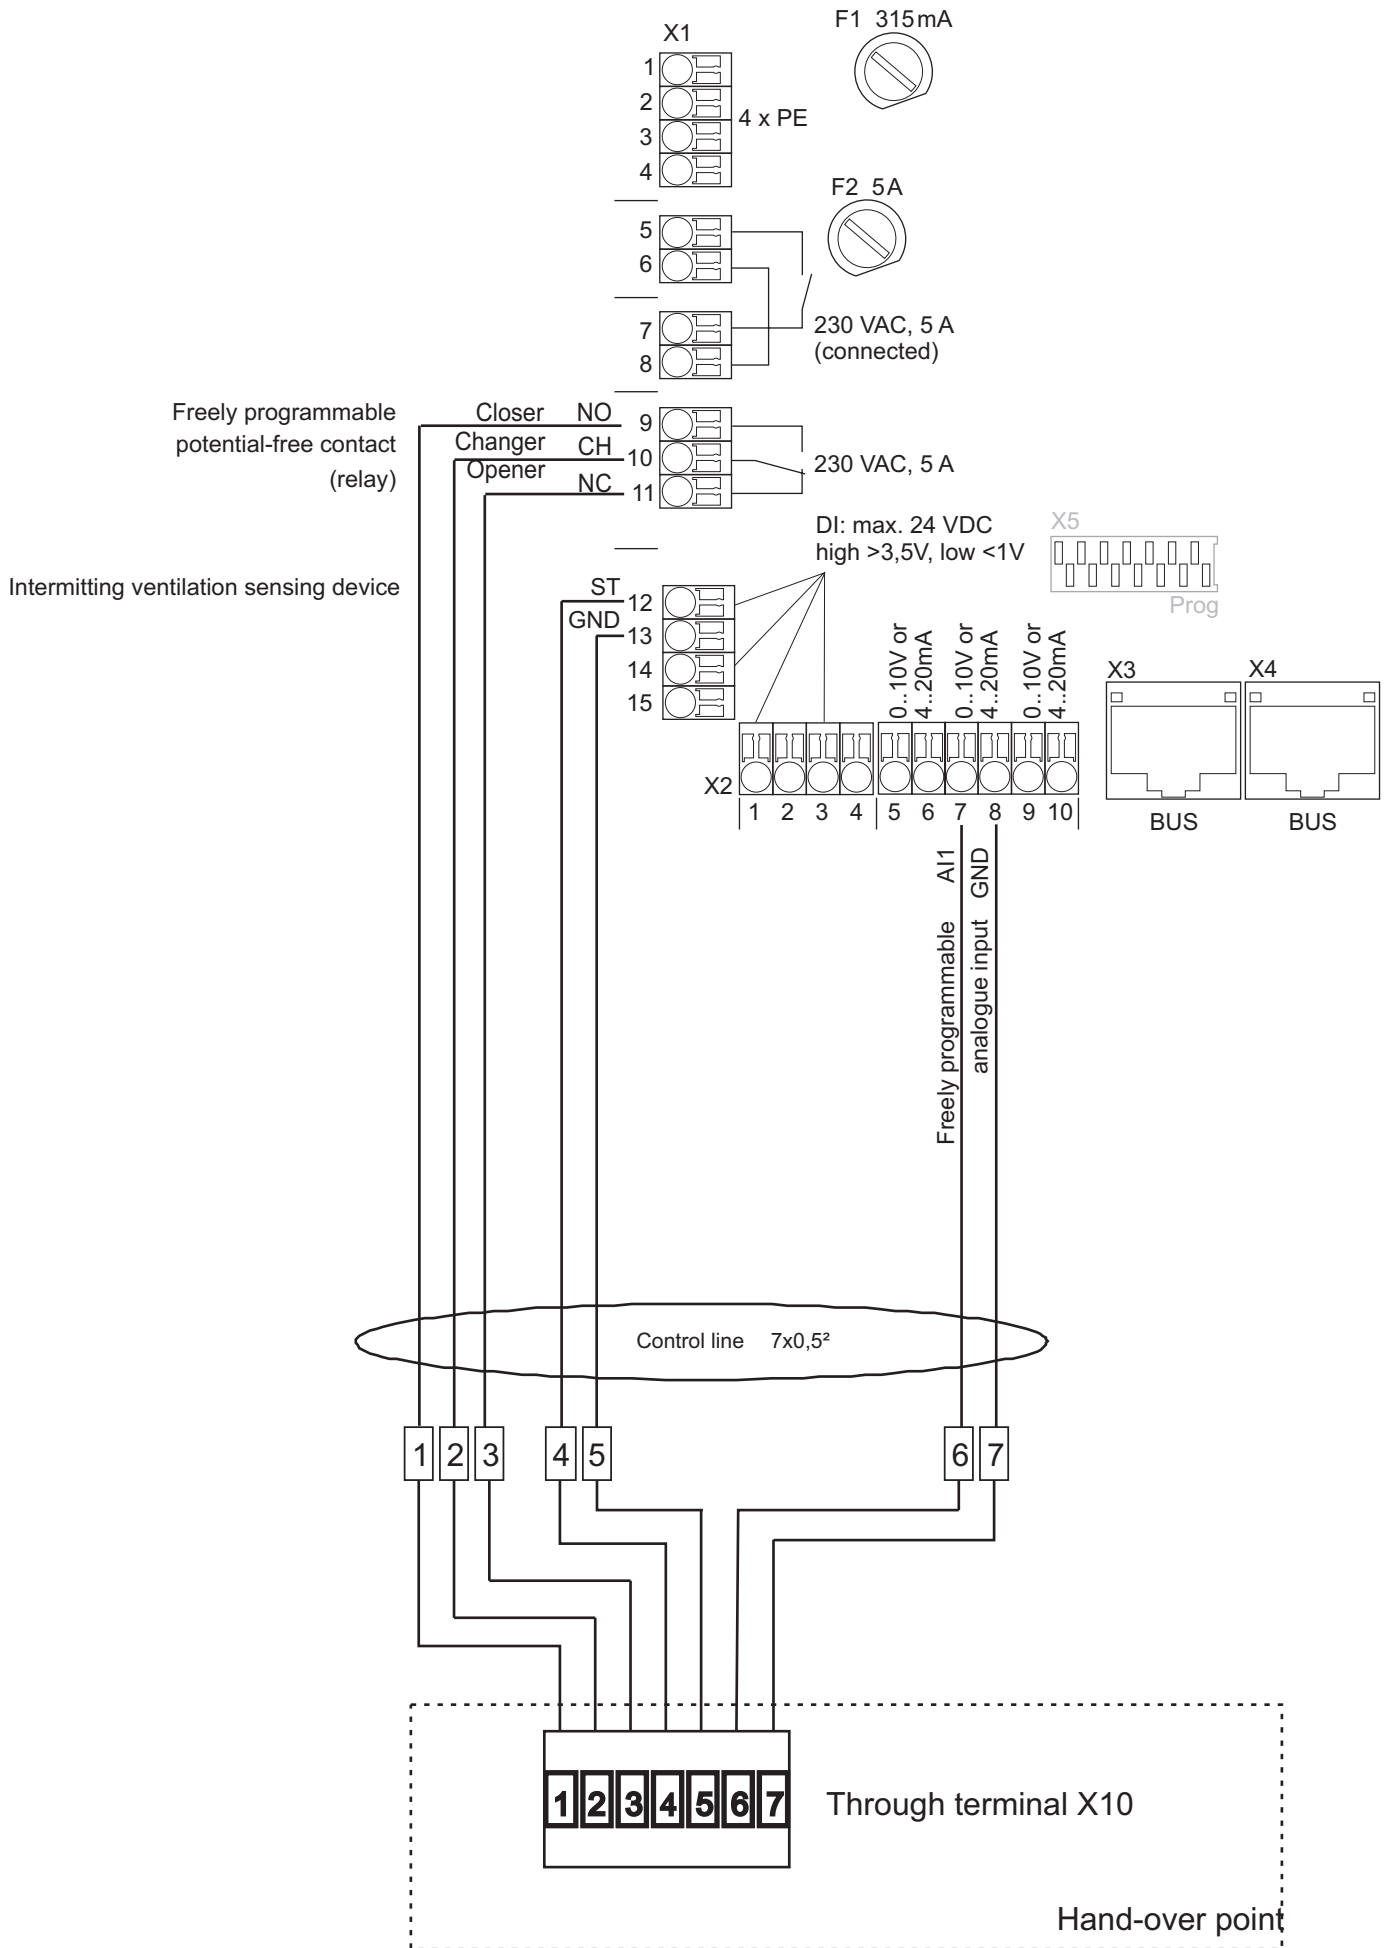 F1 315mA
X1
1
2
3
4
4 x PE
F2 5A
5
6
7
8
230 VAC, 5 A
(connected)
Freely programmable
potential-free contact
(relay)
Closer NO
Changer CH
Opener NC
9
10
11
230 VAC, 5 A
DI: max. 24 VDC
high >3,5V, low <1V
X5
Prog
Intermitting ventilation sensing device
ST
GND
12
13
14
15
0..10V or
4..20mA
0..10V or
4..20mA
0..10V or
4..20mA
X3
X4
X2
1 2 3 4 5 6 7 8 9 10
BUS
BUS
Freely programmable AI1
analogue input GND
Control line 7x0,5²
1 2 3 4 5 6 7
1 2 3 4 5 6 7
Through terminal X10
Hand-over point